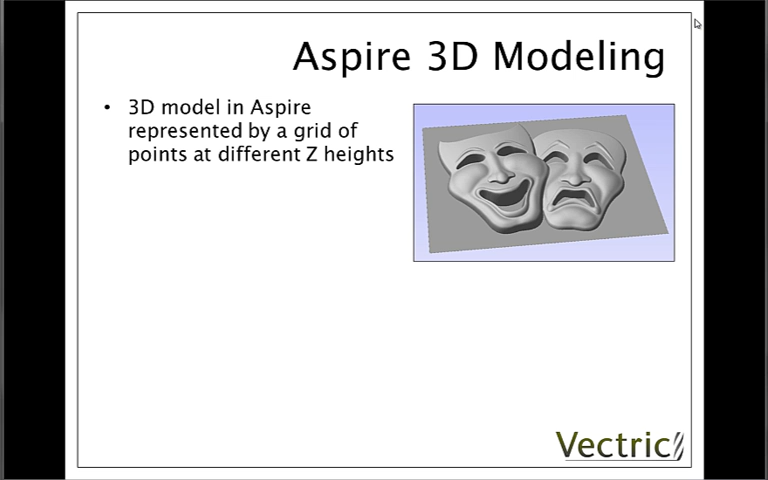 Aspire 3D Modeling
• 3D model in Aspire
represented by a grid of
points at different Z heights
Vectric